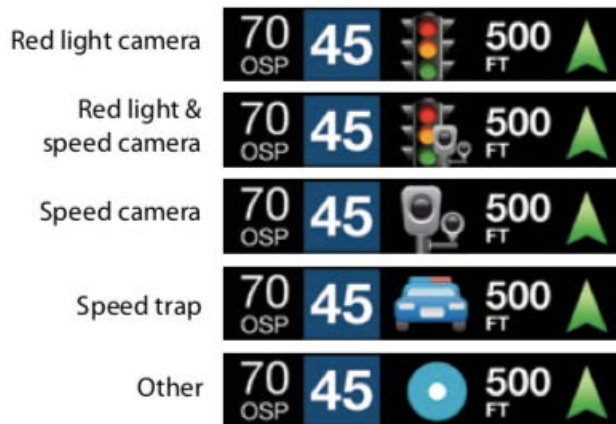 Red light camera 70 OSP 45 500 FT
Red light &
speed camera 70 OSP 45 500 FT
Speed camera 70 OSP 45 500 FT
Speed trap 70 OSP 45 500 FT
Other 70 OSP 45 500 FT